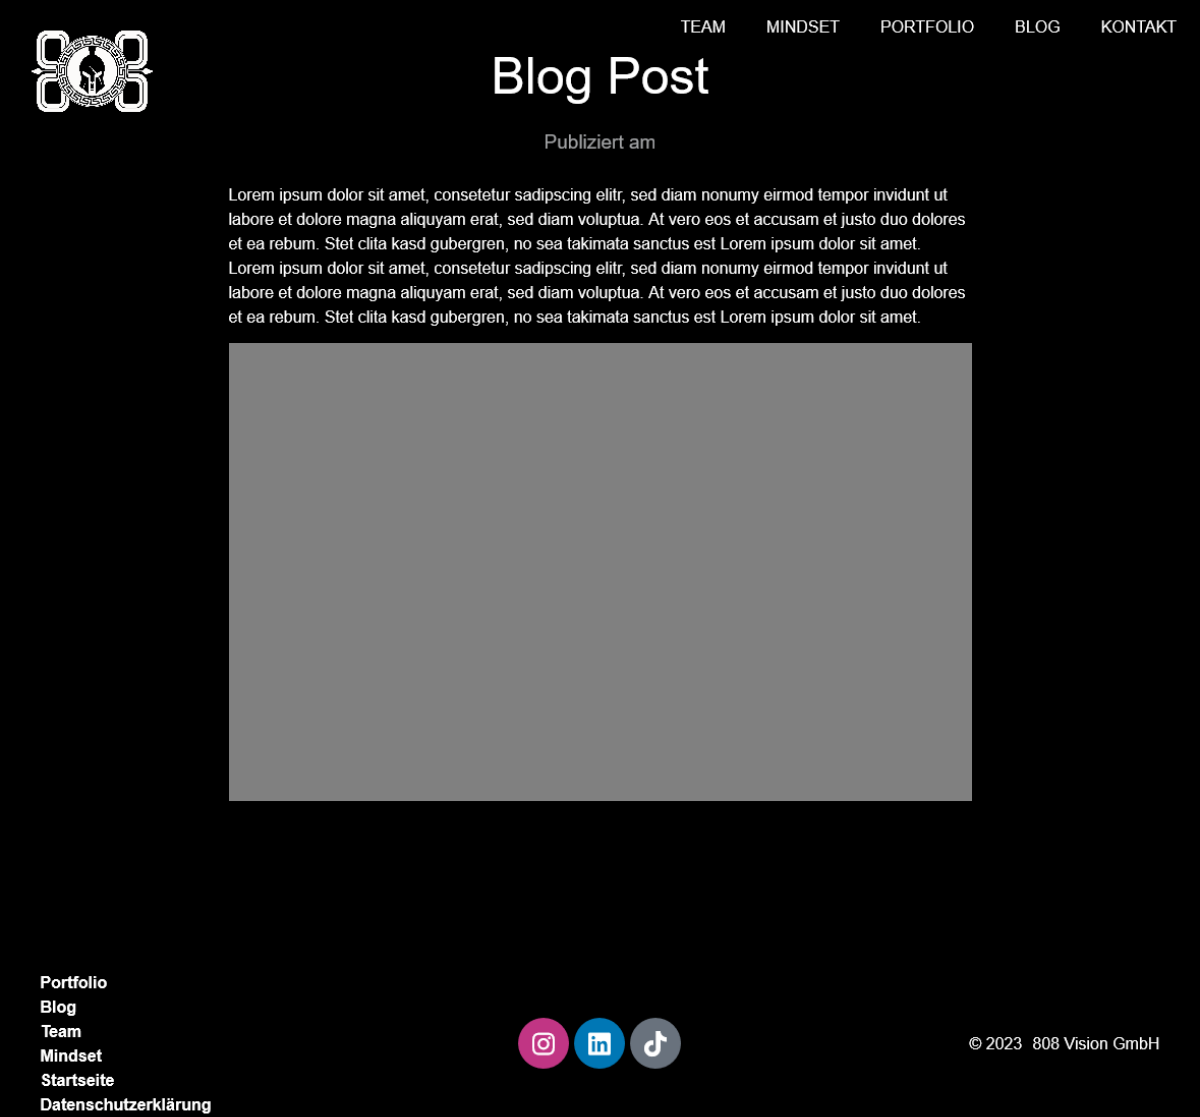 TEAM MINDSET PORTFOLIO BLOG KONTAKT
Blog Post
Publiziert am
Lorem ipsum dolor sit amet, consetetur sadipscing elitr, sed diam nonumy eirmod tempor invidunt ut
labore et dolore magna aliquyam erat, sed diam voluptua. At vero eos et accusam et justo duo dolores
et ea rebum. Stet clita kasd gubergren, no sea takimata sanctus est Lorem ipsum dolor sit amet.
Lorem ipsum dolor sit amet, consetetur sadipscing elitr, sed diam nonumy eirmod tempor invidunt ut
labore et dolore magna aliquyam erat, sed diam voluptua. At vero eos et accusam et justo duo dolores
et ea rebum. Stet clita kasd gubergren, no sea takimata sanctus est Lorem ipsum dolor sit amet.
Portfolio
Blog
Team
Mindset
Startseite
Datenschutzerklärung
© 2023 808 Vision GmbH